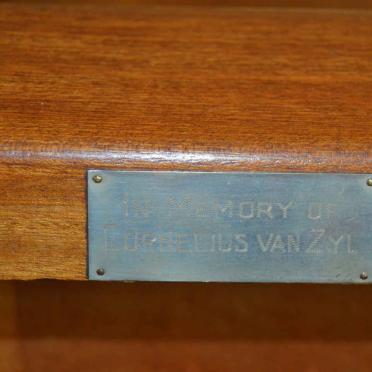 In Memory of
Cornelius van Zyl